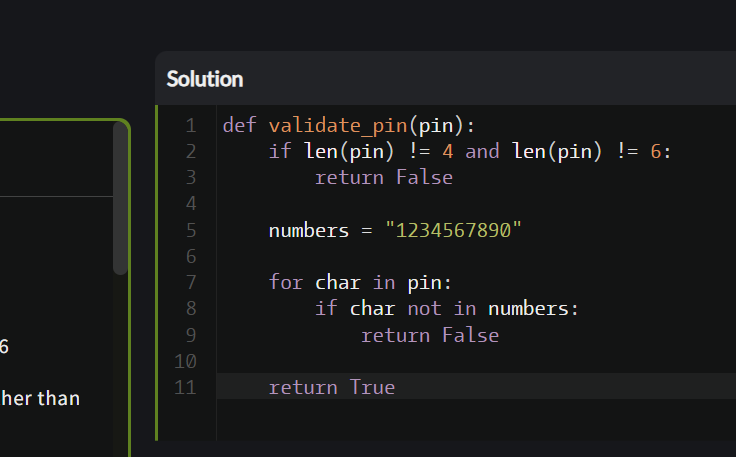 Solution
1 def validate_pin(pin):
2 if len(pin) != 4 and len(pin) != 6:
3 return False
4
5 numbers = "1234567890"
6
7 for char in pin:
8 if char not in numbers:
9 return False
10
11 return True
6
her than